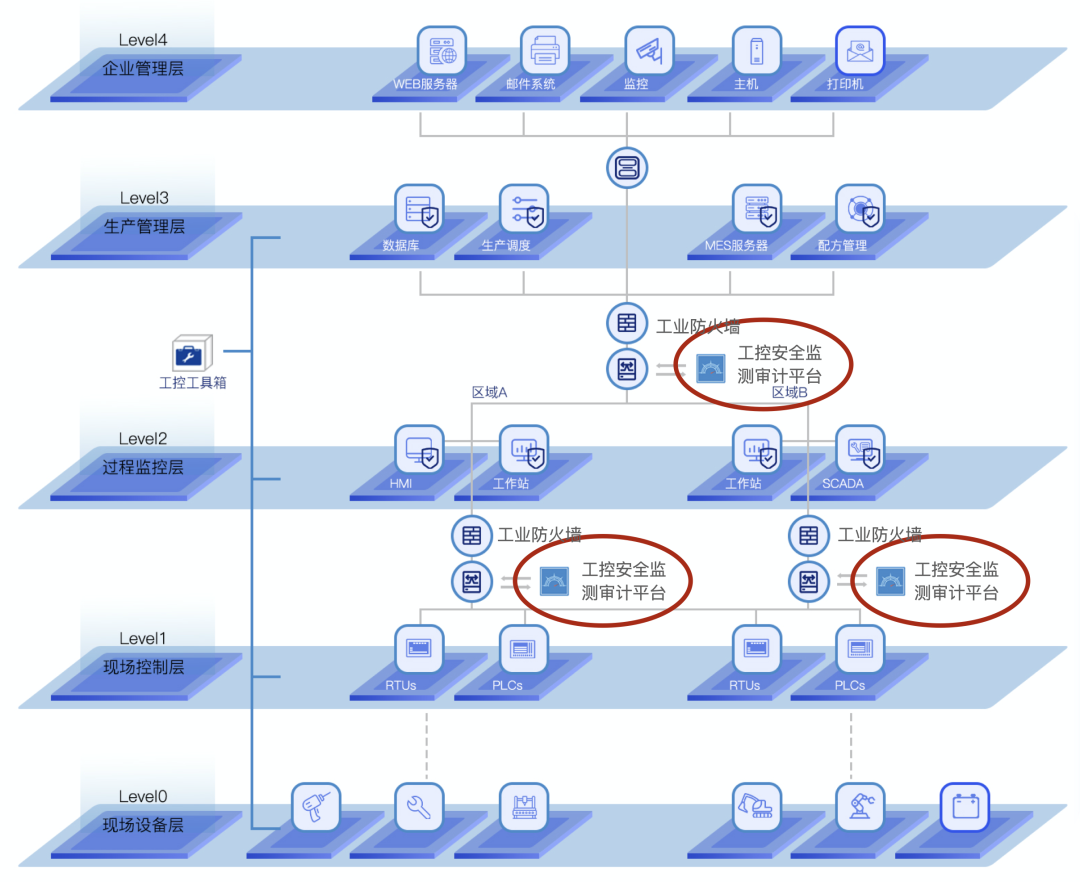 Level4
企业管理层
WEB服务器
邮件系统
监控
主机
打印机
Level3
生产管理层
数据库
生产调度
MES服务器
配方管理
工业防火墙
工控安全监
测审计平台
工控工具箱
区域A
区域B
Level2
过程监控层
HMI
工作站
工作站
SCADA
工业防火墙
工控安全监
测审计平台
工业防火墙
工控安全监
测审计平台
Level1
现场控制层
RTUs
PLCs
RTUs
PLCs
Level0
现场设备层